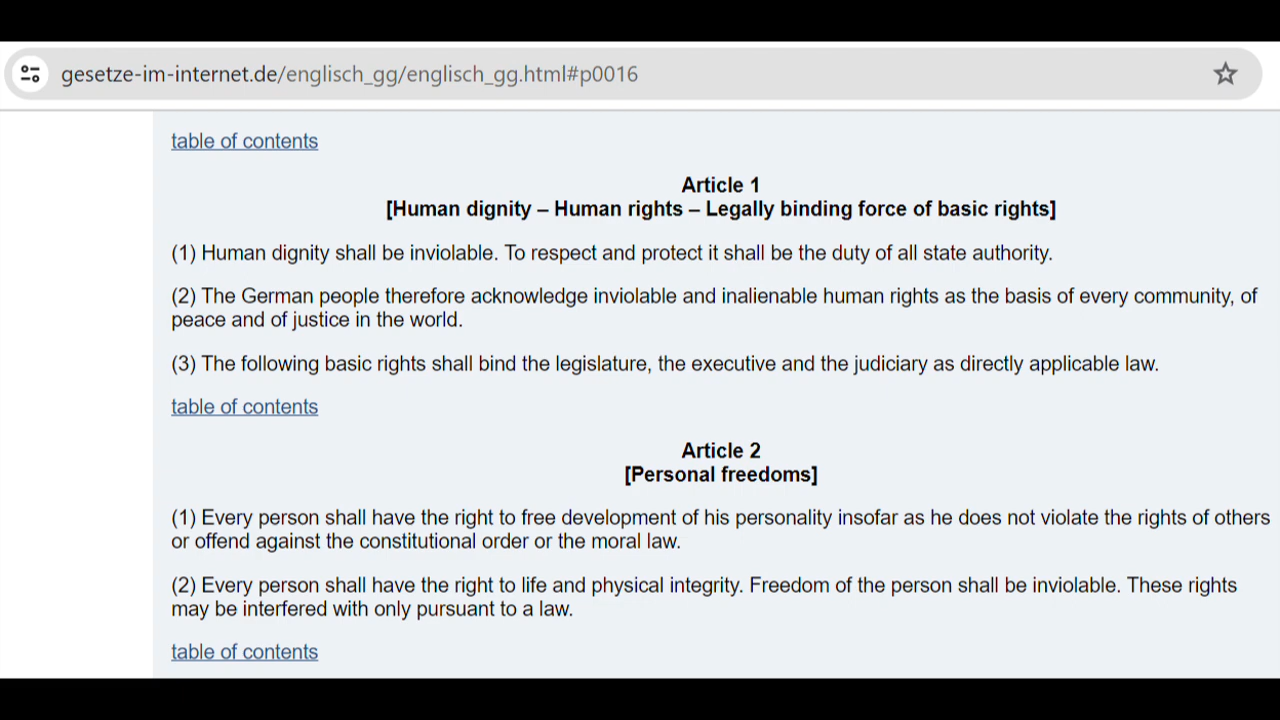 gesetze-im-internet.de/englisch_gg/englisch_gg.html#p0016
table of contents
Article 1
[Human dignity – Human rights – Legally binding force of basic rights]
(1) Human dignity shall be inviolable. To respect and protect it shall be the duty of all state authority.
(2) The German people therefore acknowledge inviolable and inalienable human rights as the basis of every community, of
peace and of justice in the world.
(3) The following basic rights shall bind the legislature, the executive and the judiciary as directly applicable law.
table of contents
Article 2
[Personal freedoms]
(1) Every person shall have the right to free development of his personality insofar as he does not violate the rights of others
or offend against the constitutional order or the moral law.
(2) Every person shall have the right to life and physical integrity. Freedom of the person shall be inviolable. These rights
may be interfered with only pursuant to a law.
table of contents